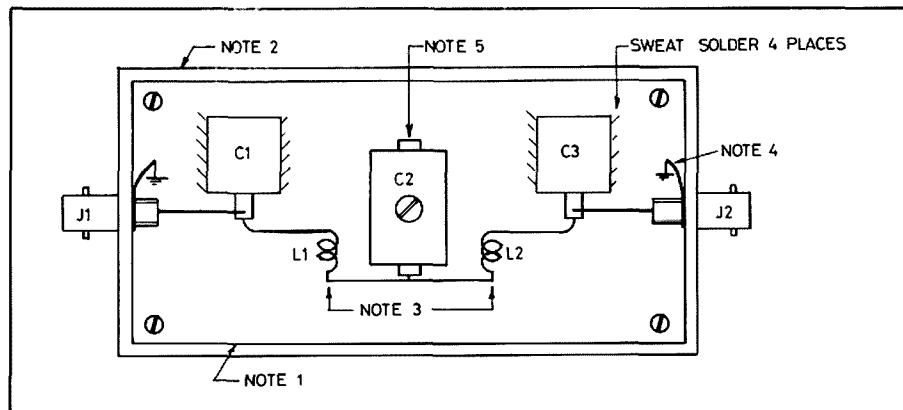 NOTE 2
NOTE 5
SWEAT SOLDER 4 PLACES
C1
C2
C3
NOTE 4
J1
J2
L1
L2
NOTE 3
NOTE 1